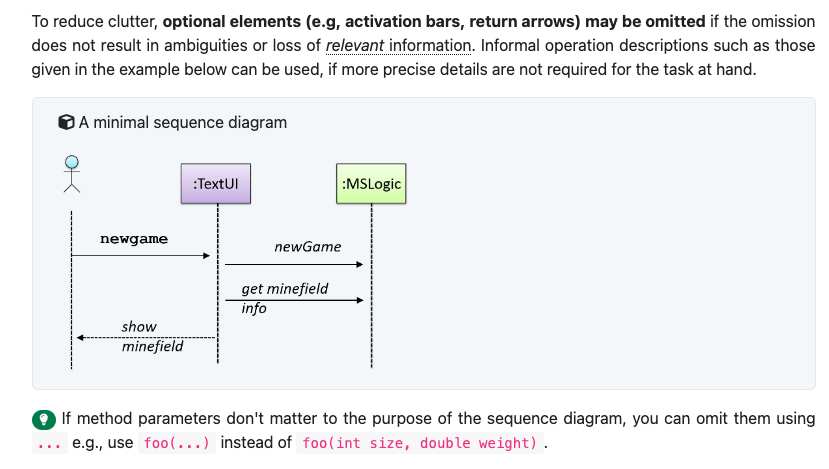 To reduce clutter, optional elements (e.g, activation bars, return arrows) may be omitted if the omission
does not result in ambiguities or loss of relevant information. Informal operation descriptions such as those
given in the example below can be used, if more precise details are not required for the task at hand.
A minimal sequence diagram
:TextUI
:MSLogic
newgame
newGame
get minefield
info
show
minefield
If method parameters don't matter to the purpose of the sequence diagram, you can omit them using
... e.g., use foo(...) instead of foo(int size, double weight) .